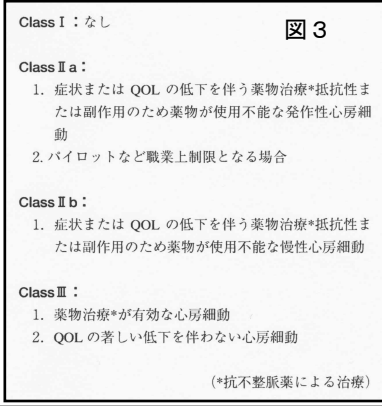 Class I：なし
図3
Class II a：
1. 症状または QOL の低下を伴う薬物治療*抵抗性ま
たは副作用のため薬物が使用不能な発作性心房細
動
2. パイロットなど職業上制限となる場合
Class II b：
1. 症状または QOL の低下を伴う薬物治療*抵抗性ま
たは副作用のため薬物が使用不能な慢性心房細動
Class III：
1. 薬物治療*が有効な心房細動
2. QOL の著しい低下を伴わない心房細動
(*抗不整脈薬による治療)